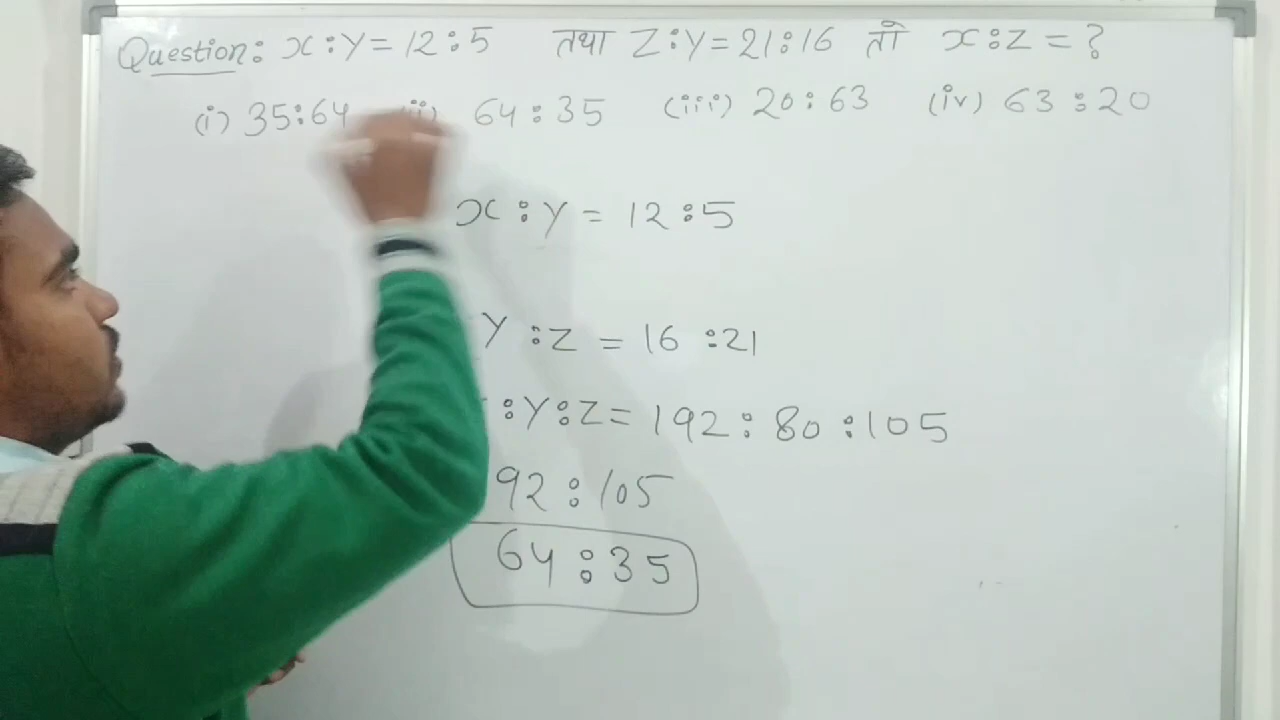 Question: x:y = 12:5 तथा z:y = 21:16 तो x:z = ?
(i) 35:64 (ii) 64:35 (iii) 20:63 (iv) 63:20
x:y = 12:5
y:z = 16:21
:y:z = 192:80:105
92:105
64:35